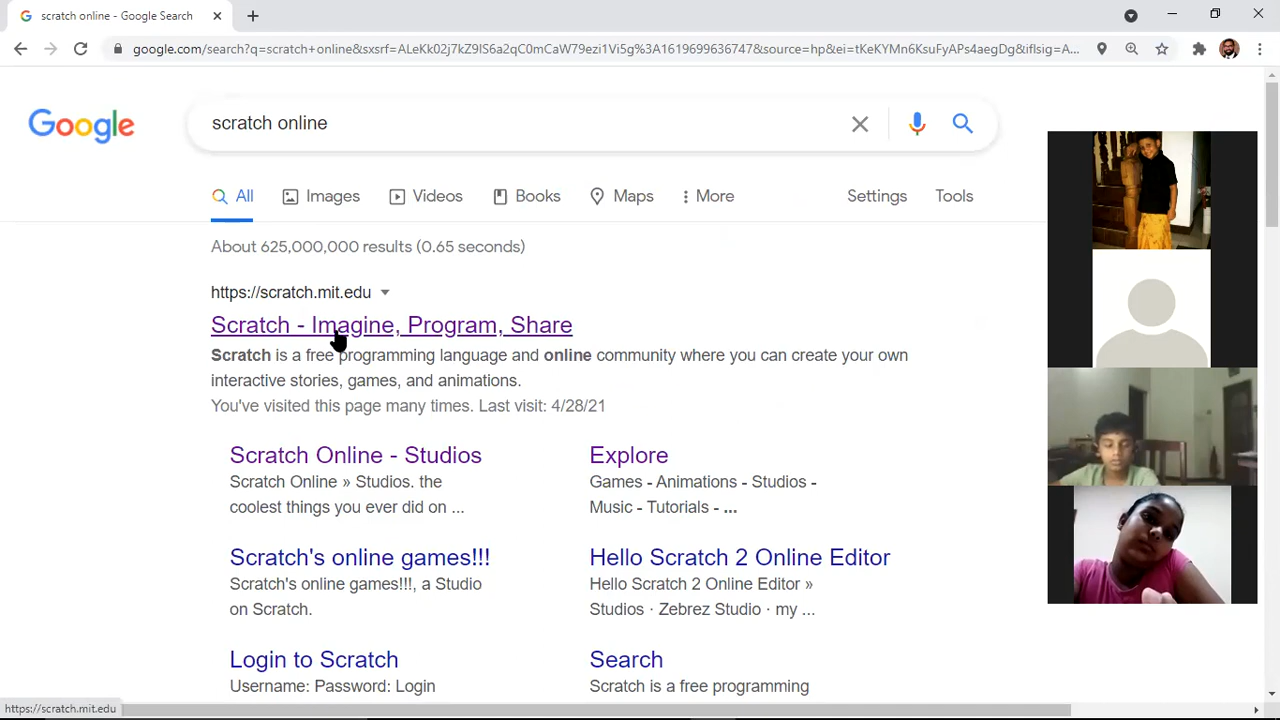 scratch online - Google Search
google.com/search?q=scratch+online&sxsrf=ALeKk02j7kZ9IS6a2qC0mCaW79ezi1Vi5g%3A1619699636747&source=hp&ei=tKeKYMn6KsuFyAPs4aegDg&iflsig=A...
Google
scratch online
All Images Videos Books Maps More Settings Tools
About 625,000,000 results (0.65 seconds)
https://scratch.mit.edu
Scratch - Imagine, Program, Share
Scratch is a free programming language and online community where you can create your own
interactive stories, games, and animations.
You've visited this page many times. Last visit: 4/28/21
Scratch Online - Studios
Scratch Online » Studios. the
coolest things you ever did on ...
Explore
Games - Animations - Studios -
Music - Tutorials - ...
Scratch's online games!!!
Scratch's online games!!!, a Studio
on Scratch.
Hello Scratch 2 Online Editor
Hello Scratch 2 Online Editor »
Studios · Zebrez Studio · my ...
Login to Scratch
Username: Password: Login
Search
Scratch is a free programming
https://scratch.mit.edu